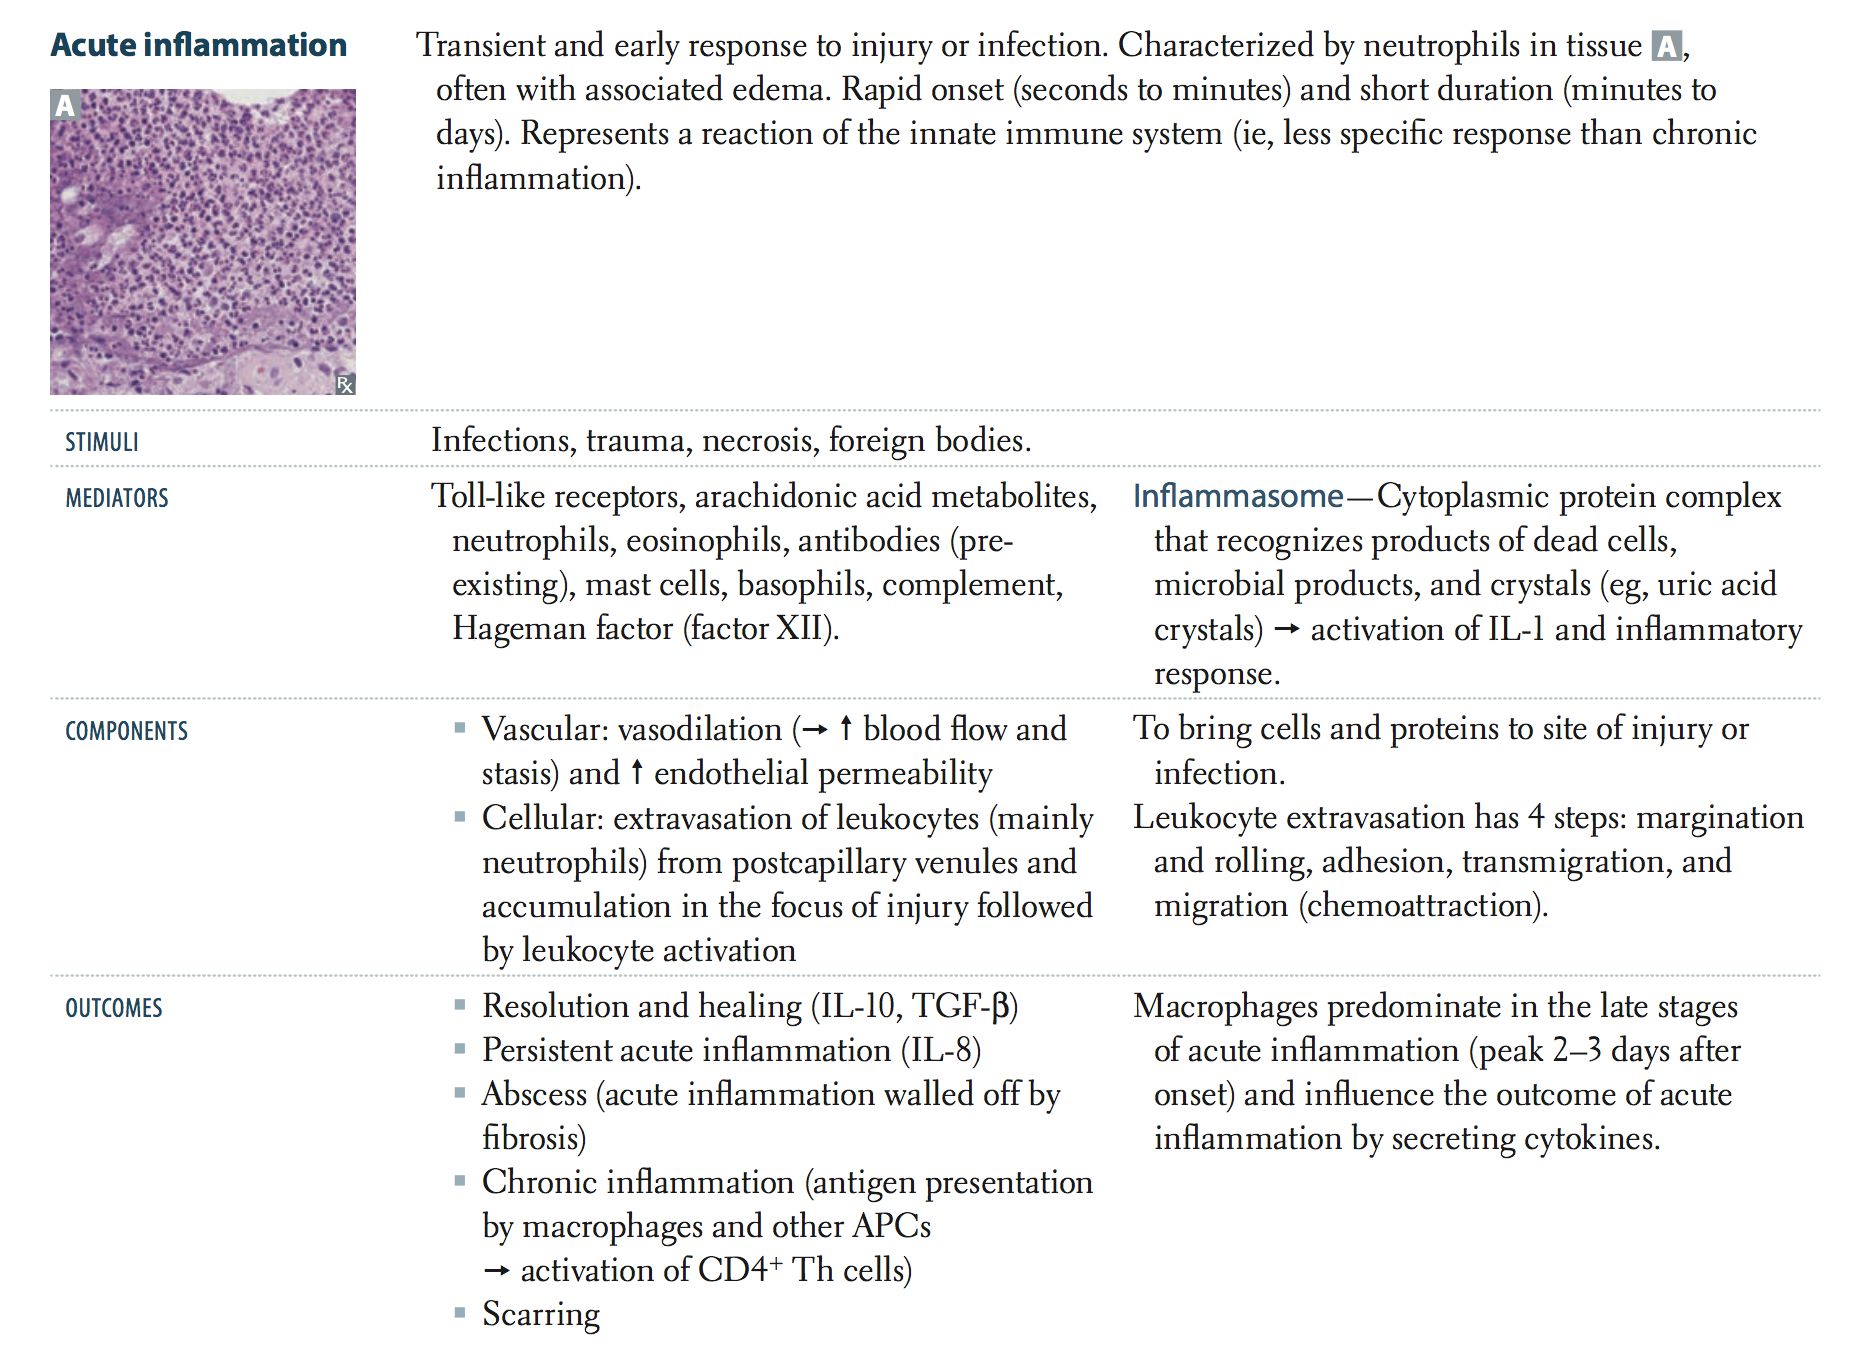 Acute inflammation
A
Rx
Transient and early response to injury or infection. Characterized by neutrophils in tissue A,
often with associated edema. Rapid onset (seconds to minutes) and short duration (minutes to
days). Represents a reaction of the innate immune system (ie, less specific response than chronic
inflammation).
STIMULI
Infections, trauma, necrosis, foreign bodies.
MEDIATORS
Toll-like receptors, arachidonic acid metabolites,
neutrophils, eosinophils, antibodies (pre-
existing), mast cells, basophils, complement,
Hageman factor (factor XII).
Inflammasome—Cytoplasmic protein complex
that recognizes products of dead cells,
microbial products, and crystals (eg, uric acid
crystals) → activation of IL-1 and inflammatory
response.
COMPONENTS
▪ Vascular: vasodilation (→ ↑ blood flow and
stasis) and ↑ endothelial permeability
▪ Cellular: extravasation of leukocytes (mainly
neutrophils) from postcapillary venules and
accumulation in the focus of injury followed
by leukocyte activation
To bring cells and proteins to site of injury or
infection.
Leukocyte extravasation has 4 steps: margination
and rolling, adhesion, transmigration, and
migration (chemoattraction).
OUTCOMES
▪ Resolution and healing (IL-10, TGF-β)
▪ Persistent acute inflammation (IL-8)
▪ Abscess (acute inflammation walled off by
fibrosis)
▪ Chronic inflammation (antigen presentation
by macrophages and other APCs
→ activation of CD4⁺ Th cells)
▪ Scarring
Macrophages predominate in the late stages
of acute inflammation (peak 2–3 days after
onset) and influence the outcome of acute
inflammation by secreting cytokines.